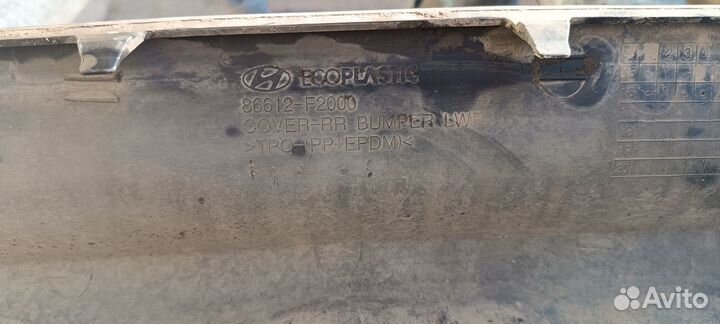 ECOPLASTIC
86612-F2000
COVER-RR BUMPER LWR
>TPO-(PP+EPDM)<
Avito